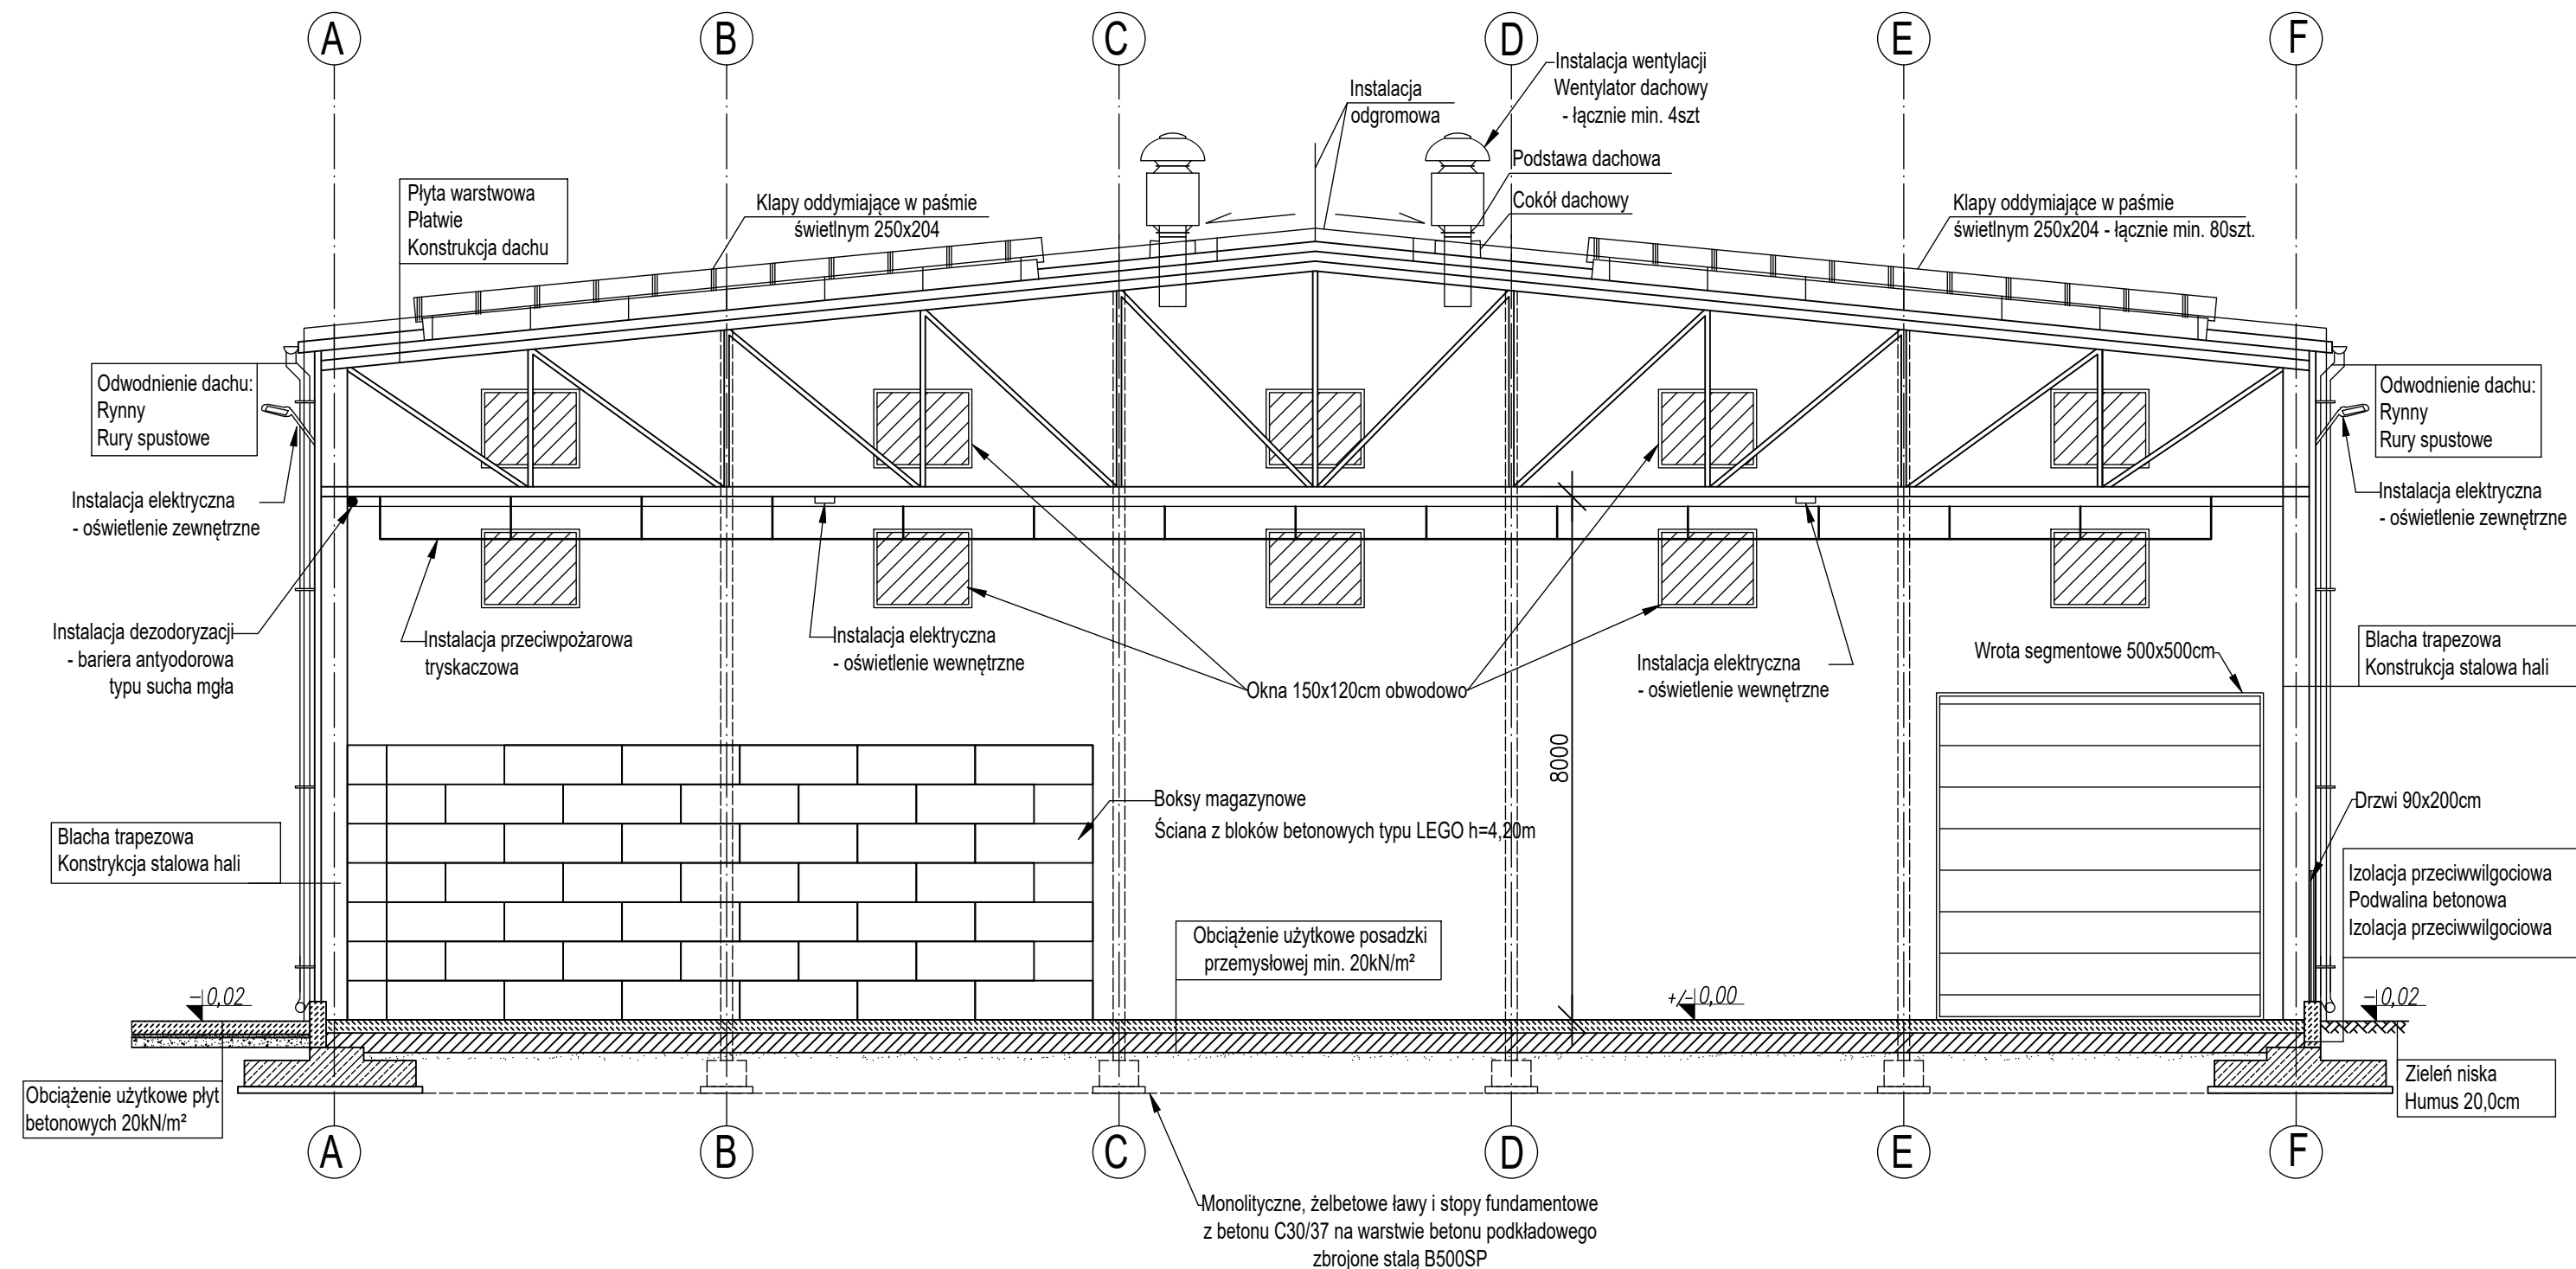 A
B
C
D
E
F
Instalacja wentylacji
Wentylator dachowy
- łącznie min. 4szt
Instalacja
odgromowa
Podstawa dachowa
Cokół dachowy
Płyta warstwowa
Płatwie
Konstrukcja dachu
Klapy oddymiające w paśmie
świetlnym 250x204
Klapy oddymiające w paśmie
świetlnym 250x204 - łącznie min. 80szt.
Odwodnienie dachu:
Rynny
Rury spustowe
Odwodnienie dachu:
Rynny
Rury spustowe
Instalacja elektryczna
- oświetlenie zewnętrzne
Instalacja elektryczna
- oświetlenie zewnętrzne
Instalacja dezodoryzacji
- bariera antyodorowa
typu sucha mgła
Instalacja przeciwpożarowa
tryskaczowa
Instalacja elektryczna
- oświetlenie wewnętrzne
Okna 150x120cm obwodowo
Instalacja elektryczna
- oświetlenie wewnętrzne
Wrota segmentowe 500x500cm
Blacha trapezowa
Konstrukcja stalowa hali
8000
Boksy magazynowe
Ściana z bloków betonowych typu LEGO h=4,20m
Drzwi 90x200cm
Blacha trapezowa
Konstrykcja stalowa hali
Izolacja przeciwwilgociowa
Podwalina betonowa
Izolacja przeciwwilgociowa
Obciążenie użytkowe posadzki
przemysłowej min. 20kN/m²
-0,02
+/-0,00
-0,02
Obciążenie użytkowe płyt
betonowych 20kN/m²
Zieleń niska
Humus 20,0cm
A
B
C
D
E
F
Monolityczne, żelbetowe ławy i stopy fundamentowe
z betonu C30/37 na warstwie betonu podkładowego
zbrojone stalą B500SP